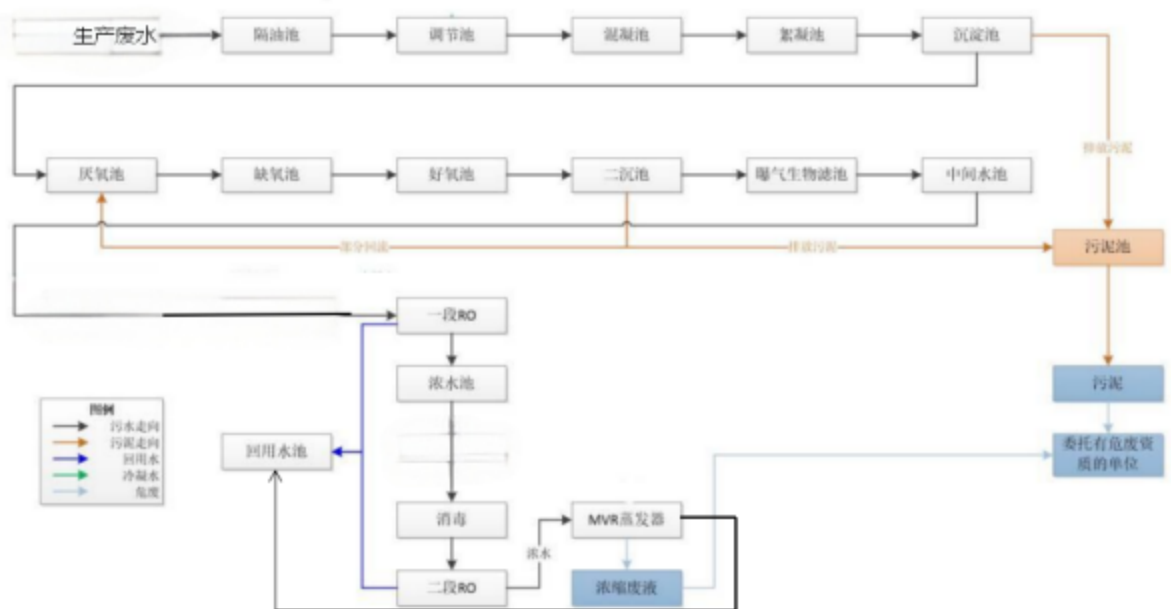 生产废水
隔油池
调节池
混凝池
絮凝池
沉淀池
排放污泥
厌氧池
缺氧池
好氧池
二沉池
曝气生物滤池
中间水池
部分回流
排放污泥
污泥池
一段RO
浓水池
污泥
图例
污水走向
污泥走向
回用水
冷凝水
危废
回用水池
委托有危废资
质的单位
消毒
MVR蒸发器
浓水
二段RO
浓缩废液